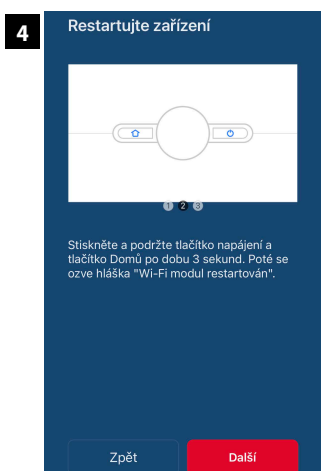 4
Restartujte zařízení
1 2 3
Stiskněte a podržte tlačítko napájení a
tlačítko Domů po dobu 3 sekund. Poté se
ozve hláška "Wi-Fi modul restartován".
Zpět Další